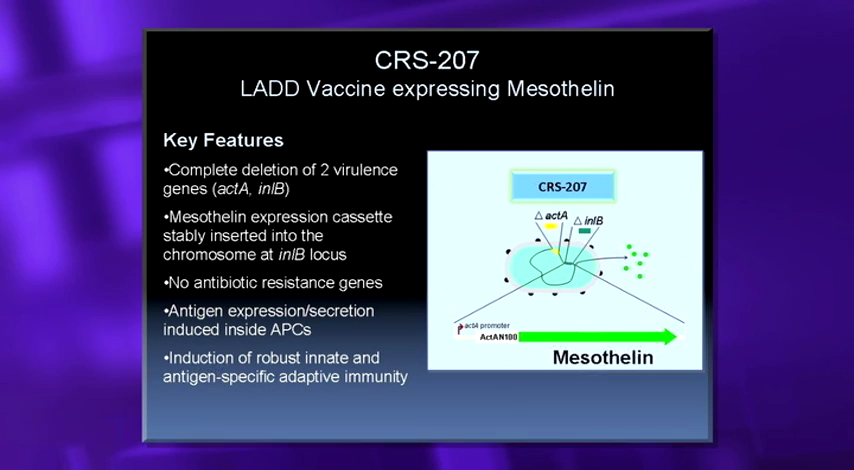 CRS-207
LADD Vaccine expressing Mesothelin
Key Features
•Complete deletion of 2 virulence
genes (actA, inlB)
•Mesothelin expression cassette
stably inserted into the
chromosome at inlB locus
•No antibiotic resistance genes
•Antigen expression/secretion
induced inside APCs
•Induction of robust innate and
antigen-specific adaptive immunity
CRS-207
△ actA
△ inlB
actA promoter
ActAN100
Mesothelin